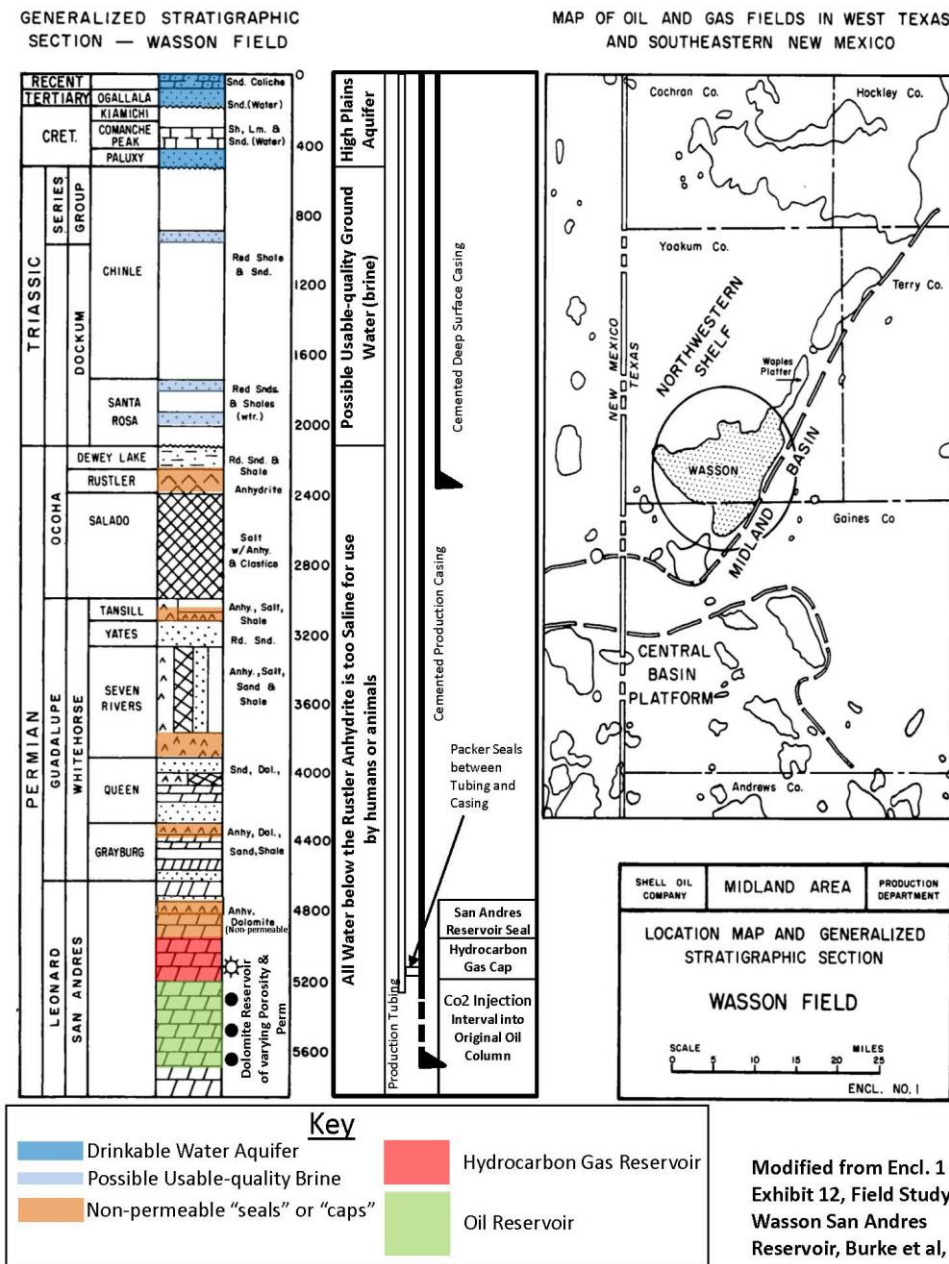 GENERALIZED STRATIGRAPHIC
SECTION — WASSON FIELD
MAP OF OIL AND GAS FIELDS IN WEST TEXAS
AND SOUTHEASTERN NEW MEXICO
RECENT
TERTIARY
OGALLALA
KIAMICHI
CRET.
COMANCHE
PEAK
PALUXY
TRIASSIC
SERIES
GROUP
DOCKUM
CHINLE
SANTA
ROSA
PERMIAN
OCOHA
DEWEY LAKE
RUSTLER
SALADO
GUADALUPE
WHITEHORSE
TANSILL
YATES
SEVEN
RIVERS
QUEEN
GRAYBURG
LEONARD
SAN ANDRES
Snd. Caliche
Snd.(Water)
Sh, Lm. &
Snd. (Water)
Red Shale
& Snd.
Red Snds.
& Shales
(wtr.)
Rd. Snd. &
Shale
Anhydrite
Salt
w/Anhy.
& Clastics
Anhy., Salt,
Shale
Rd. Snd.
Anhy.,Salt,
Sand &
Shale
Snd, Dol.,
Anhy, Dol.,
Sand,Shale
Anhy.
Dolomite
(Non-permeable)
Dolomite Reservoir
of varying Porosity &
Perm
0
400
800
1200
1600
2000
2400
2800
3200
3600
4000
4400
4800
5200
5600
High Plains
Aquifer
Possible Usable-quality Ground
Water (brine)
All Water below the Rustler Anhydrite is too Saline for use
by humans or animals
Cemented Deep Surface Casing
Cemented Production Casing
Production Tubing
Packer Seals
between
Tubing and
Casing
San Andres
Reservoir Seal
Hydrocarbon
Gas Cap
Co2 Injection
Interval into
Original Oil
Column
Cochran Co.
Hockley Co.
Yoakum Co.
Terry Co.
NORTHWESTERN
SHELF
NEW MEXICO
TEXAS
Waples
Platter
WASSON
MIDLAND BASIN
Gaines Co
CENTRAL
BASIN
PLATFORM
Andrews Co.
SHELL OIL
COMPANY
MIDLAND AREA
PRODUCTION
DEPARTMENT
LOCATION MAP AND GENERALIZED
STRATIGRAPHIC SECTION
WASSON FIELD
SCALE
MILES
0 5 10 15 20 25
ENCL. NO. 1
Key
Drinkable Water Aquifer
Possible Usable-quality Brine
Non-permeable “seals” or “caps”
Hydrocarbon Gas Reservoir
Oil Reservoir
Modified from Encl. 1
Exhibit 12, Field Study
Wasson San Andres
Reservoir, Burke et al,